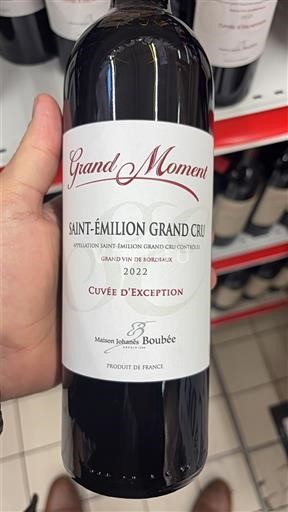 Grand Moment
SAINT-ÉMILION GRAND CRU
APPELLATION SAINT-ÉMILION GRAND CRU CONTRÔLÉE
GRAND VIN DE BORDEAUX
2022
CUVÉE D'EXCEPTION
Maison Johanès Boubée
PRODUIT DE FRANCE